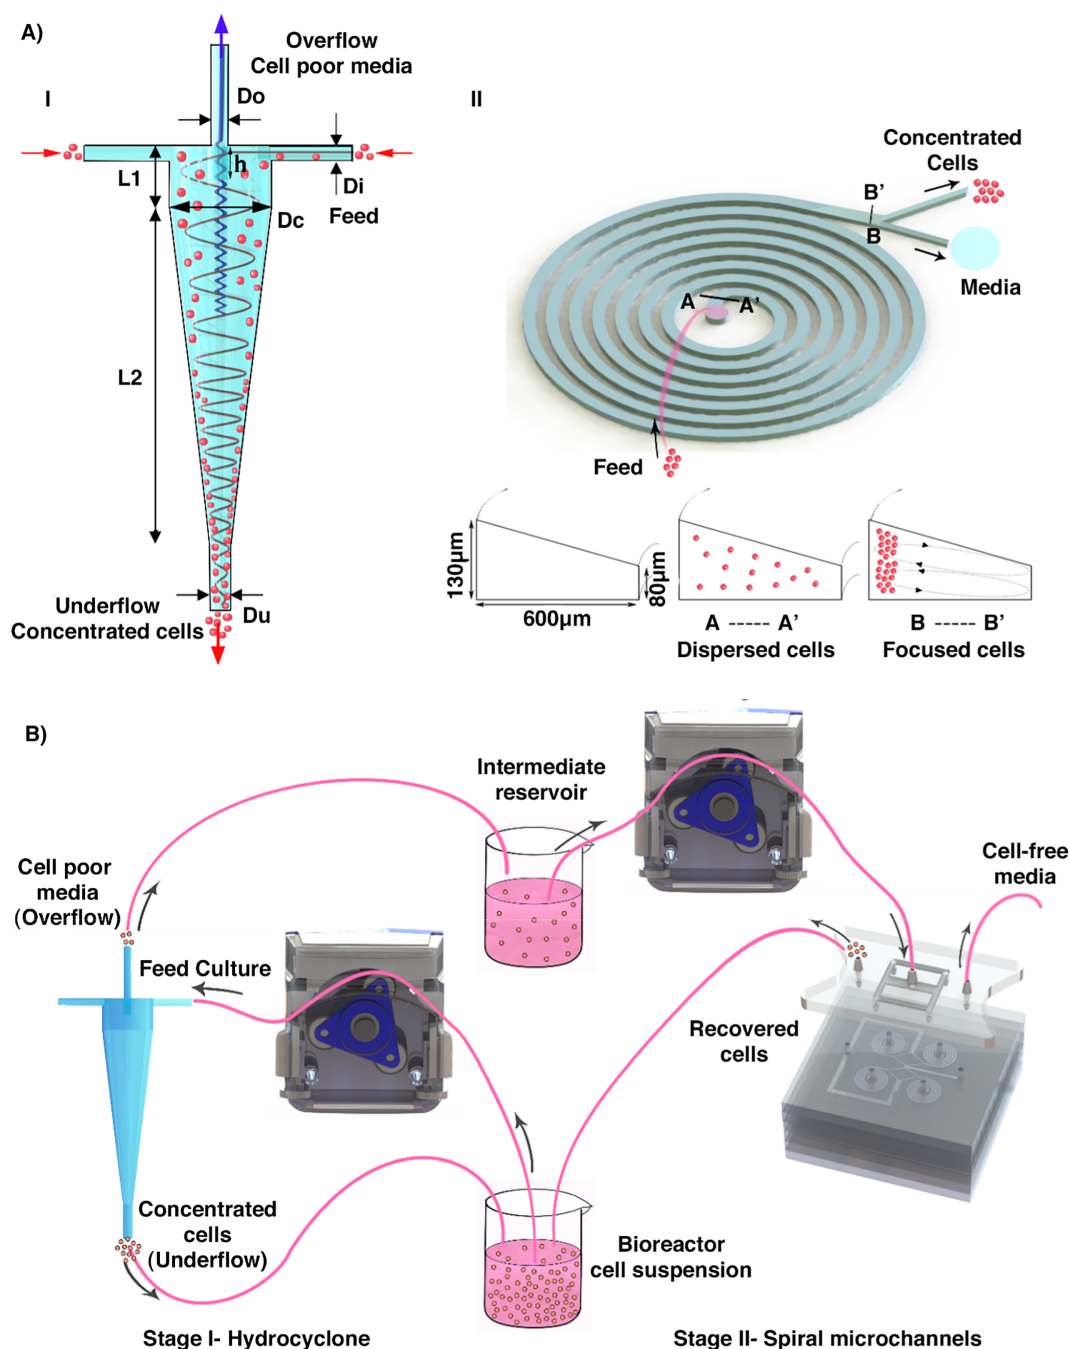 A)
Overflow
Cell poor media
I
Do
II
h
L1
Di
Feed
Dc
L2
Underflow
Concentrated cells
Du
Concentrated
Cells
B'
B
Media
A
A'
Feed
130µm
80µm
600µm
A ----- A'
Dispersed cells
B ----- B'
Focused cells
B)
Intermediate
reservoir
Cell poor
media
(Overflow)
Feed Culture
Cell-free
media
Recovered
cells
Concentrated
cells
(Underflow)
Bioreactor
cell suspension
Stage I- Hydrocyclone
Stage II- Spiral microchannels